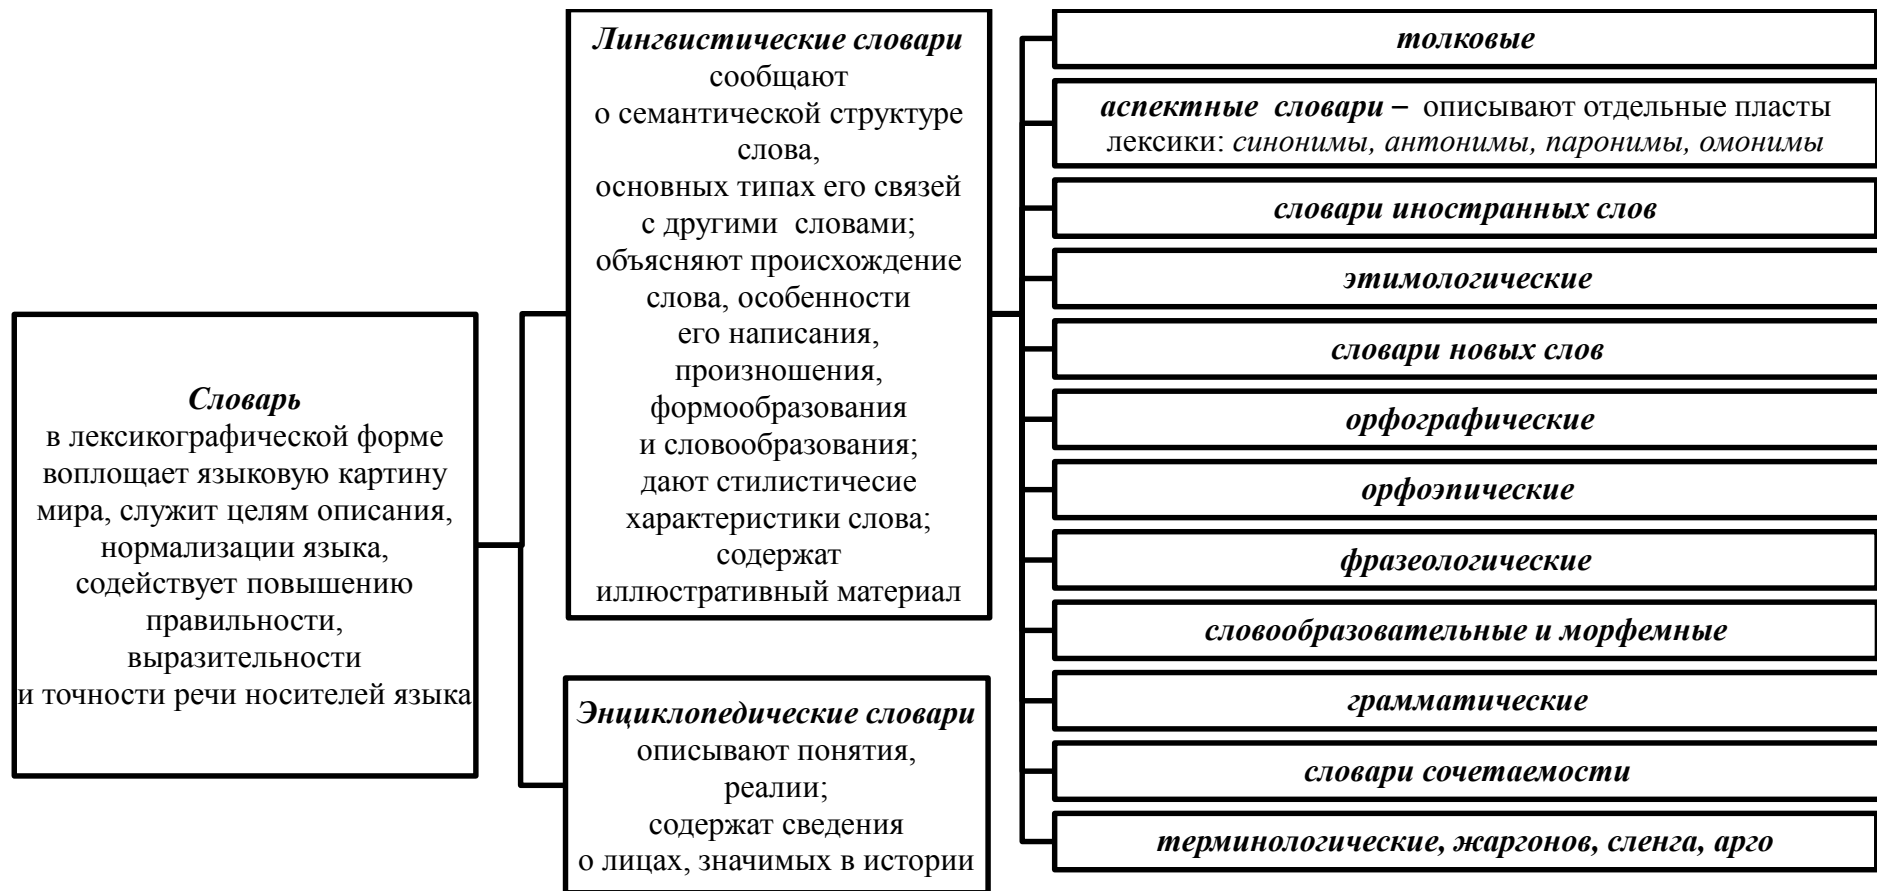 Словарь
в лексикографической форме
воплощает языковую картину
мира, служит целям описания,
нормализации языка,
содействует повышению
правильности,
выразительности
и точности речи носителей языка
Лингвистические словари
сообщают
о семантической структуре
слова,
основных типах его связей
с другими словами;
объясняют происхождение
слова, особенности
его написания,
произношения,
формообразования
и словообразования;
дают стилистичесие
характеристики слова;
содержат
иллюстративный материал
Энциклопедические словари
описывают понятия,
реалии;
содержат сведения
о лицах, значимых в истории
толковые
аспектные словари – описывают отдельные пласты
лексики: синонимы, антонимы, паронимы, омонимы
словари иностранных слов
этимологические
словари новых слов
орфографические
орфоэпические
фразеологические
словообразовательные и морфемные
грамматические
словари сочетаемости
терминологические, жаргонов, сленга, арго